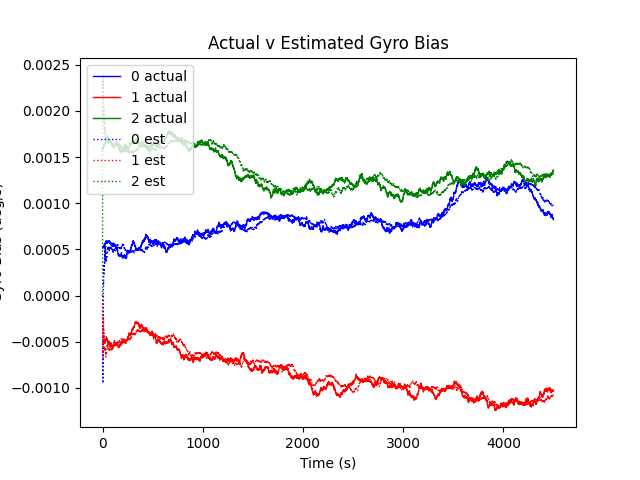 Actual v Estimated Gyro Bias
0.0025
0.0020
0.0015
0.0010
0.0005
0.0000
−0.0005
−0.0010
0 actual
1 actual
2 actual
0 est
1 est
2 est
0
1000
2000
3000
4000
Time (s)